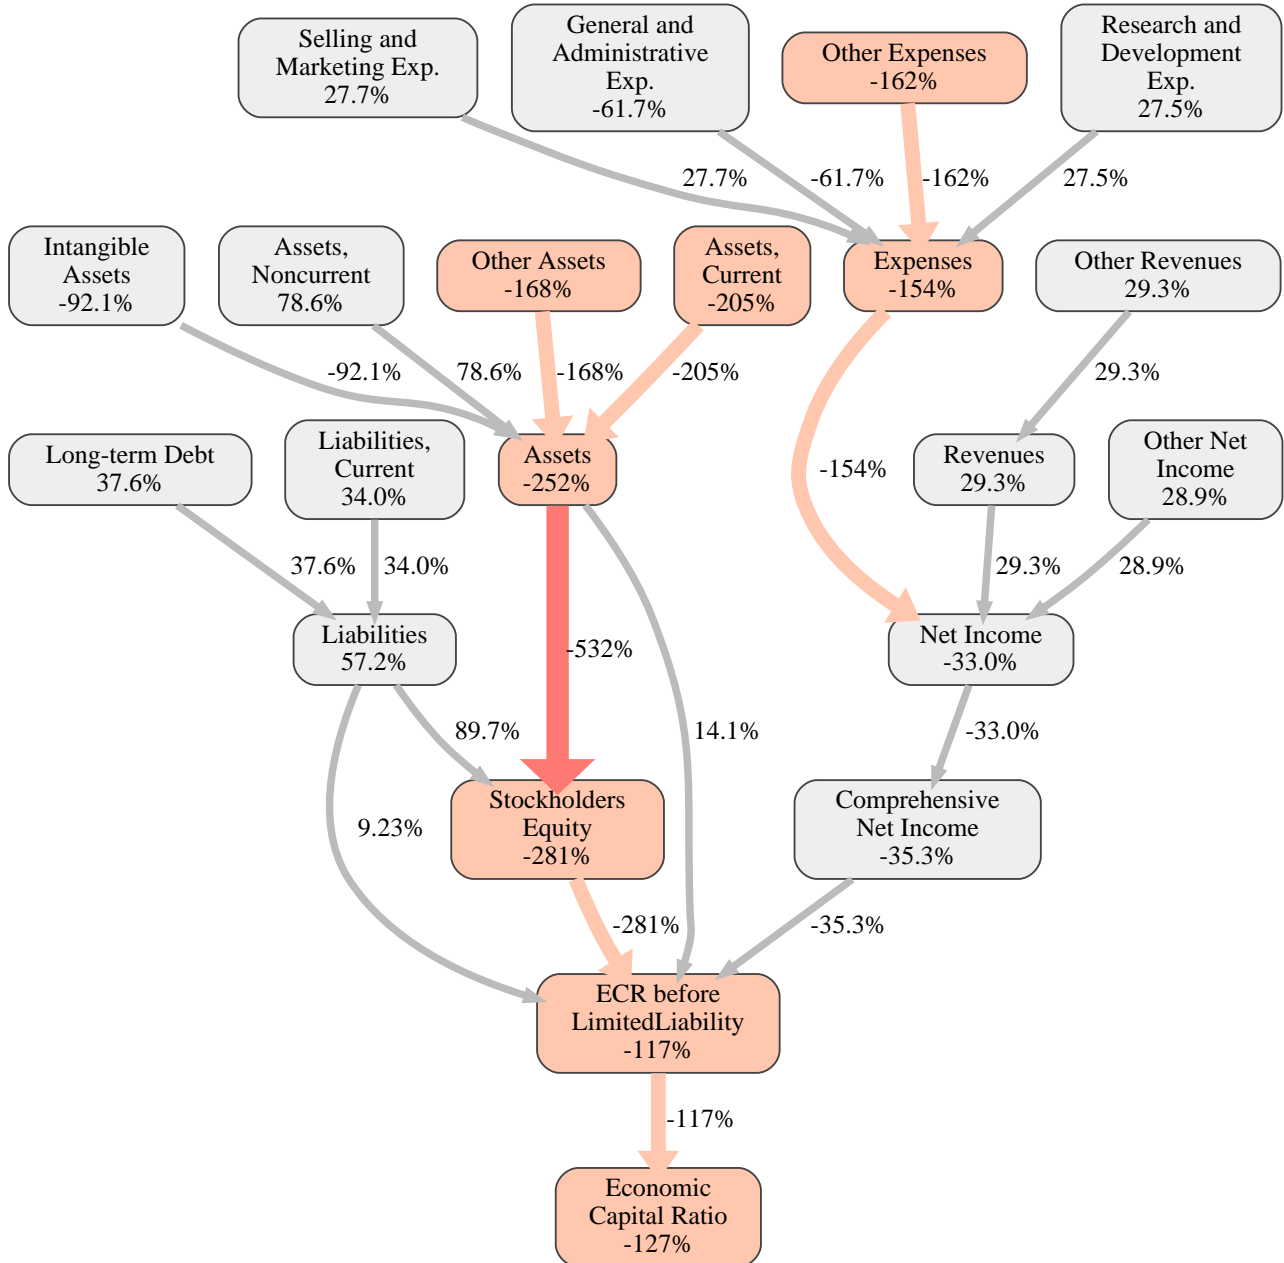 Selling and
Marketing Exp.
27.7%
General and
Administrative
Exp.
-61.7%
Other Expenses
-162%
Research and
Development
Exp.
27.5%
27.7%
-61.7%
-162%
27.5%
Intangible
Assets
-92.1%
Assets,
Noncurrent
78.6%
Other Assets
-168%
Assets,
Current
-205%
Expenses
-154%
Other Revenues
29.3%
-92.1%
78.6%
-168%
-205%
-154%
29.3%
Long-term Debt
37.6%
Liabilities,
Current
34.0%
Assets
-252%
Revenues
29.3%
Other Net
Income
28.9%
37.6%
34.0%
-532%
29.3%
28.9%
Liabilities
57.2%
Net Income
-33.0%
89.7%
14.1%
-33.0%
9.23%
Stockholders
Equity
-281%
Comprehensive
Net Income
-35.3%
-281%
-35.3%
ECR before
LimitedLiability
-117%
-117%
Economic
Capital Ratio
-127%